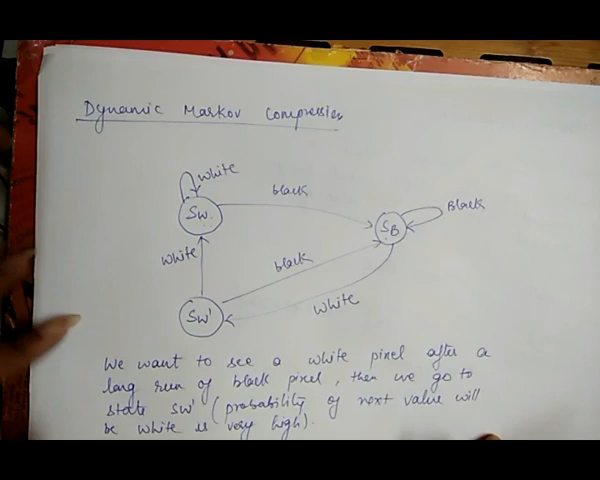 Dynamic Markov Compression
white
Sw
black
SB
Black
white
black
white
Sw'
We want to see a white pixel after a
long run of black pixel, then we go to
state SW' (probability of next value will
be white is very high).